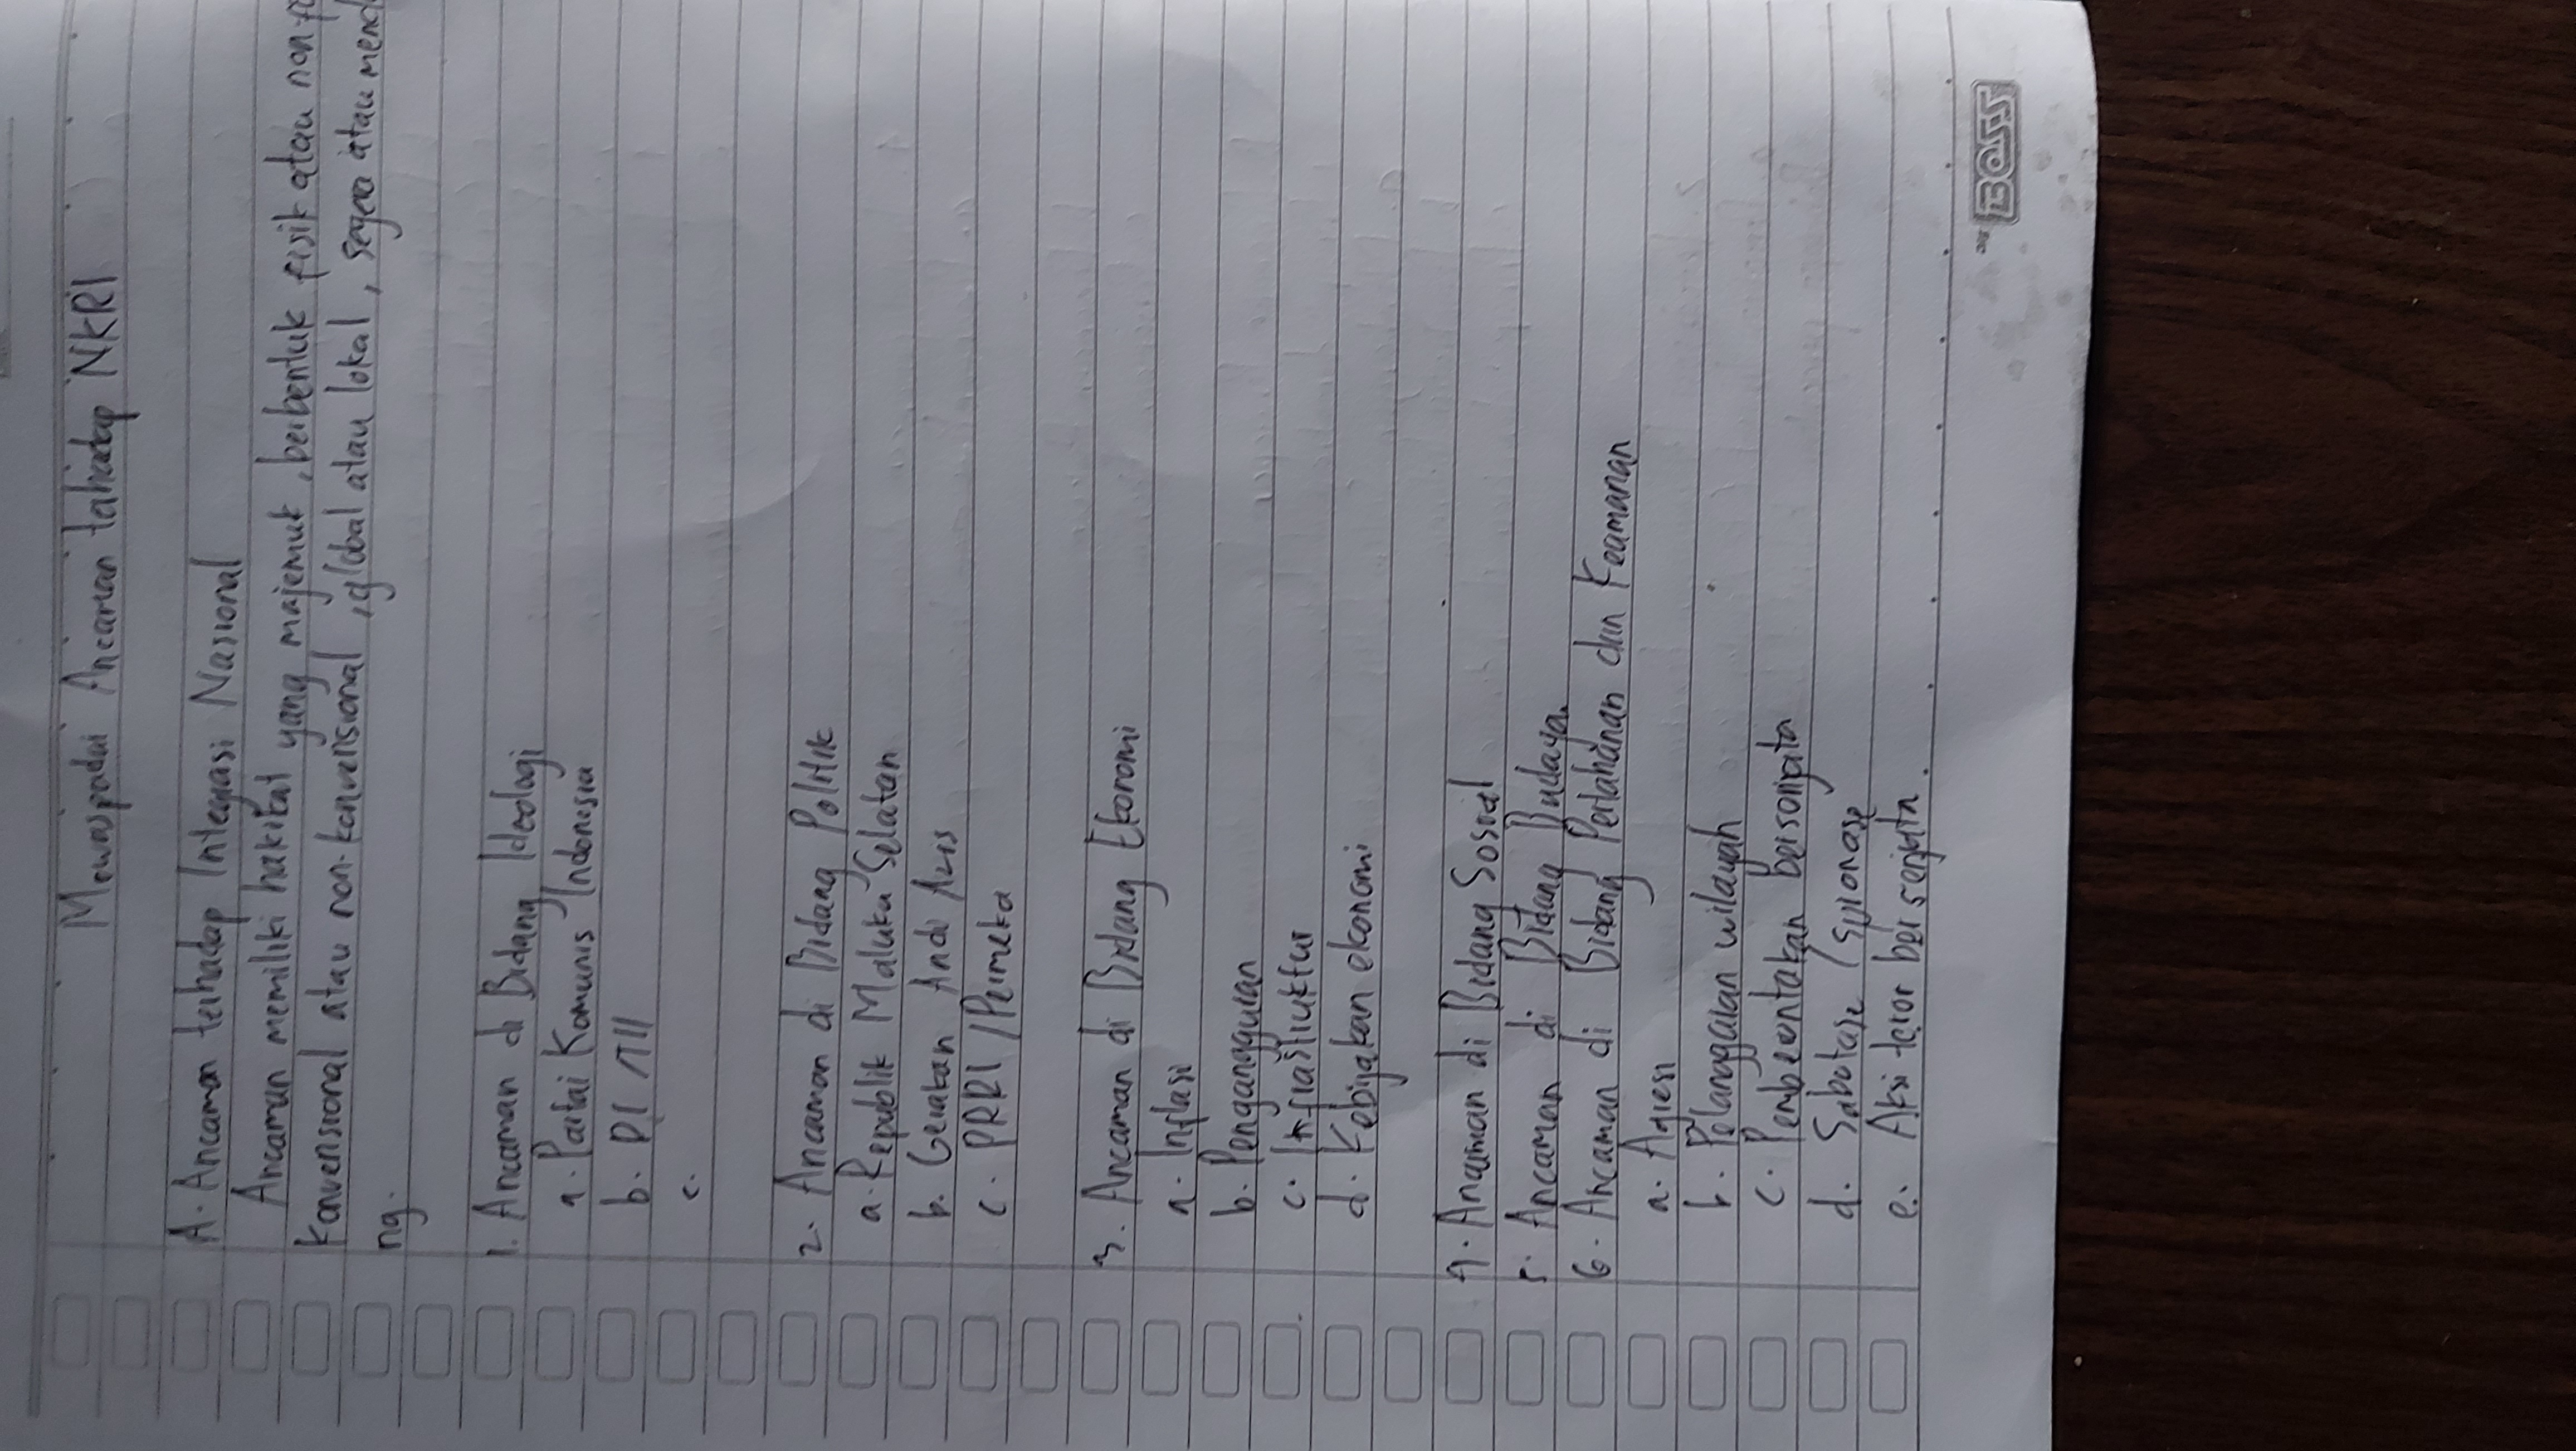 Mewaspadai Ancaman terhadap NKRI
A. Ancaman terhadap Integrasi Nasional
Ancaman memiliki hakikat yang majemuk, berbentuk fisik atau non-fi
konvensional atau non-konvensional, global atau lokal, segera atau mend
ng.
1. Ancaman di Bidang Ideologi
a. Partai Komunis Indonesia
b. DI/TII
c.
2. Ancaman di Bidang Politik
a. Republik Maluku Selatan
b. Gerakan Andi Azis
c. PRRI/Permeta
3. Ancaman di Bidang Ekonomi
a. Inflasi
b. Pengangguran
c. Infrastruktur
d. Kebijakan ekonomi
4. Ancaman di Bidang Sosial
5. Ancaman di Bidang Budaya
6. Ancaman di Bidang Pertahanan dan Keamanan
a. Agresi
b. Pelanggaran wilayah
c. Pemberontakan bersenjata
d. Sabotase / spionase
e. Aksi teror bersenjata.
BOSS